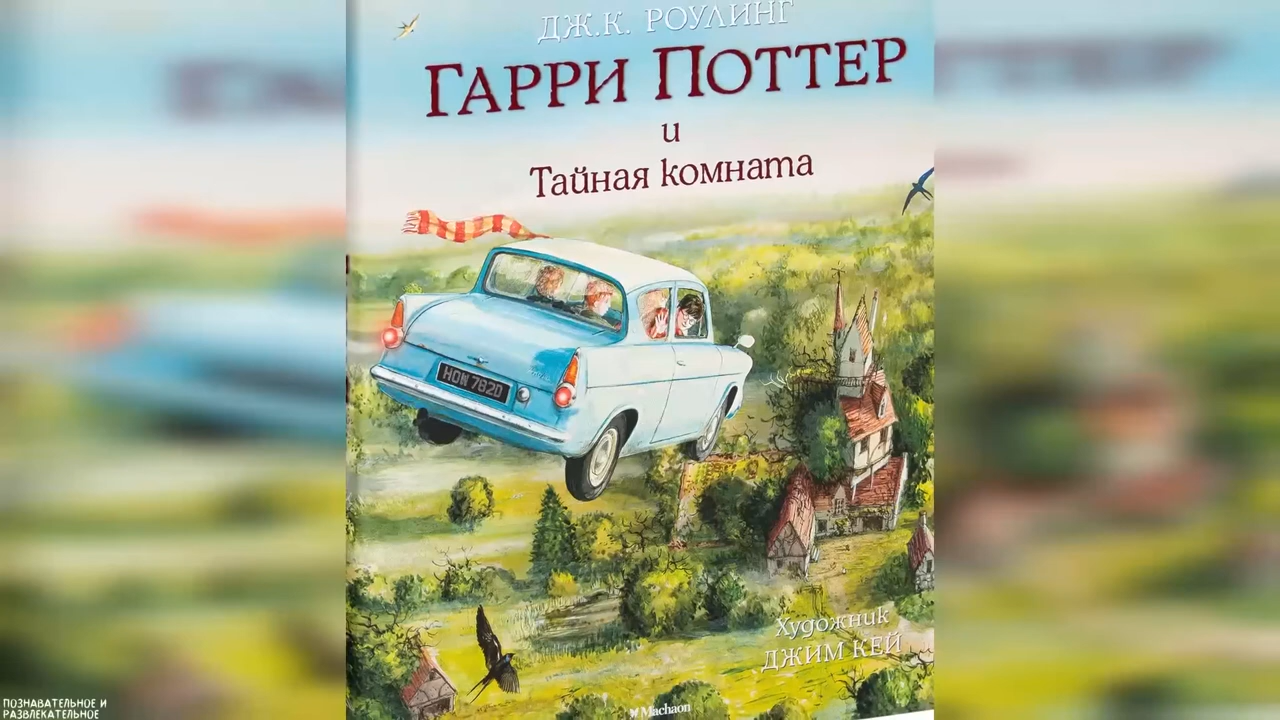 ДЖ.К. РОУЛИНГ
ГАРРИ ПОТТЕР
и
Тайная комната
HOW 782D
Художник
ДЖИМ КЕЙ
Machaon
ПОЗНАВАТЕЛЬНОЕ И
РАЗВЛЕКАТЕЛЬНОЕ